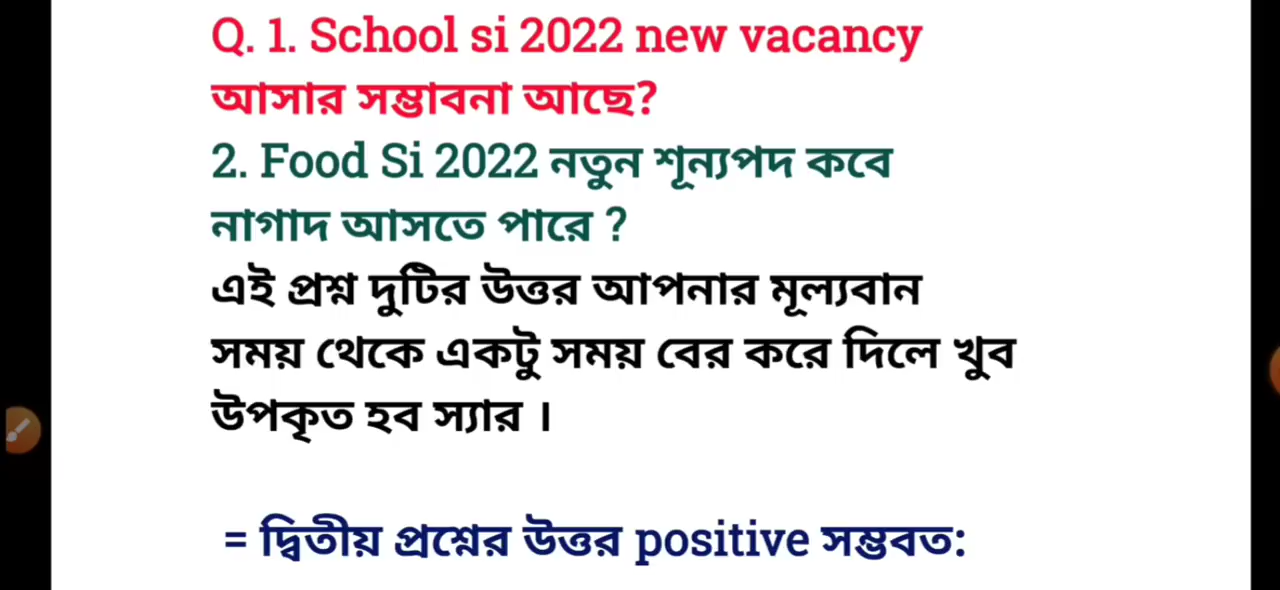 Q. 1. School si 2022 new vacancy
আসার সম্ভাবনা আছে?
2. Food Si 2022 নতুন শূন্যপদ কবে
নাগাদ আসতে পারে ?
এই প্রশ্ন দুটির উত্তর আপনার মূল্যবান
সময় থেকে একটু সময় বের করে দিলে খুব
উপকৃত হব স্যার ।
= দ্বিতীয় প্রশ্নের উত্তর positive সম্ভবত: